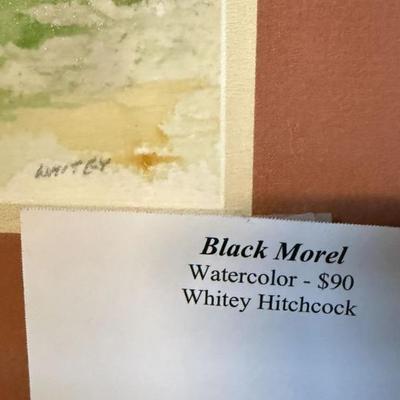 WHITEY
Black Morel
Watercolor - $90
Whitey Hitchcock